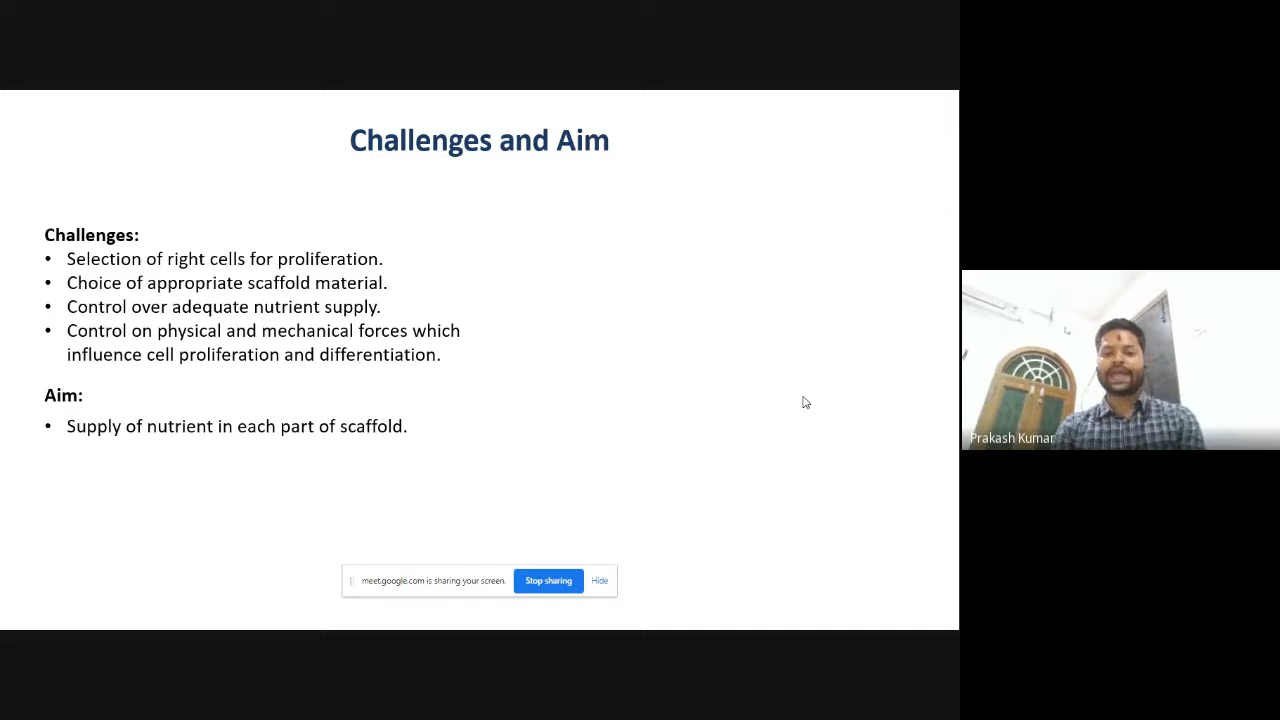 Challenges and Aim
Challenges:
• Selection of right cells for proliferation.
• Choice of appropriate scaffold material.
• Control over adequate nutrient supply.
• Control on physical and mechanical forces which
influence cell proliferation and differentiation.
Aim:
• Supply of nutrient in each part of scaffold.
meet.google.com is sharing your screen.
Stop sharing
Hide
Prakash Kumar